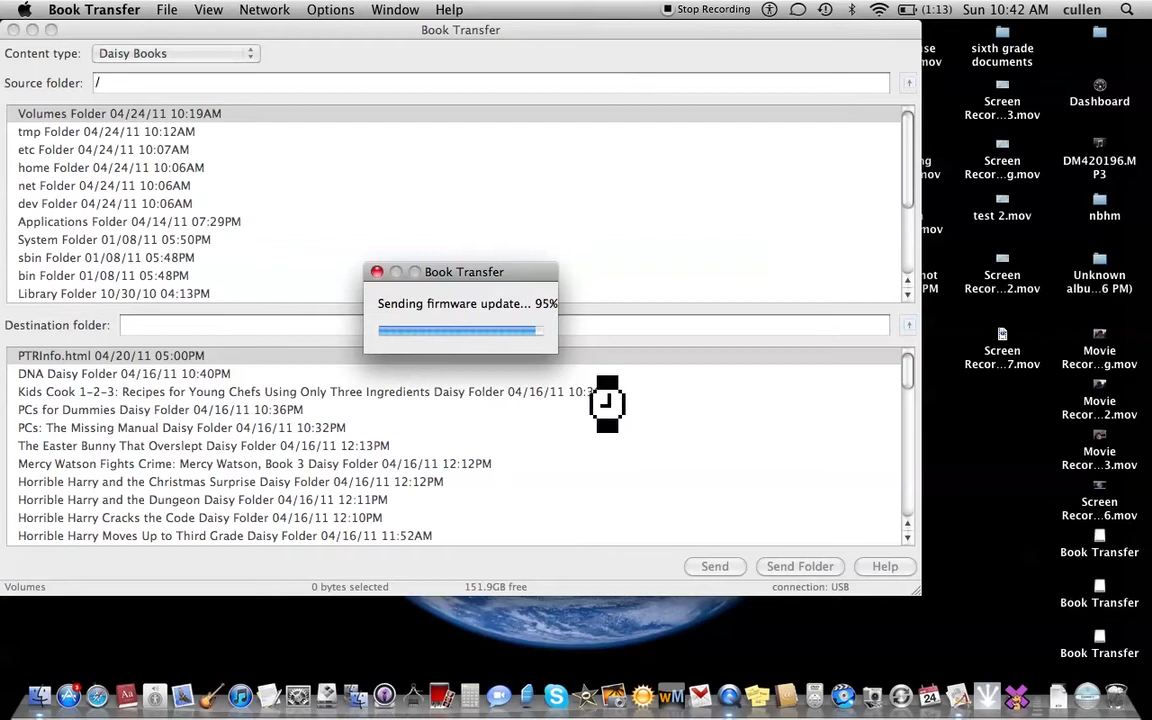 Book Transfer File View Network Options Window Help Stop Recording (1:13) Sun 10:42 AM cullen
Book Transfer
Content type: Daisy Books
Source folder: /
Volumes Folder 04/24/11 10:19AM
tmp Folder 04/24/11 10:12AM
etc Folder 04/24/11 10:07AM
home Folder 04/24/11 10:06AM
net Folder 04/24/11 10:06AM
dev Folder 04/24/11 10:06AM
Applications Folder 04/14/11 07:29PM
System Folder 01/08/11 05:50PM
sbin Folder 01/08/11 05:48PM
bin Folder 01/08/11 05:48PM
Library Folder 10/30/10 04:13PM
Book Transfer
Sending firmware update... 95%
Destination folder:
PTRInfo.html 04/20/11 05:00PM
DNA Daisy Folder 04/16/11 10:40PM
Kids Cook 1-2-3: Recipes for Young Chefs Using Only Three Ingredients Daisy Folder 04/16/11
PCs for Dummies Daisy Folder 04/16/11 10:36PM
PCs: The Missing Manual Daisy Folder 04/16/11 10:32PM
The Easter Bunny That Overslept Daisy Folder 04/16/11 12:13PM
Mercy Watson Fights Crime: Mercy Watson, Book 3 Daisy Folder 04/16/11 12:12PM
Horrible Harry and the Christmas Surprise Daisy Folder 04/16/11 12:12PM
Horrible Harry and the Dungeon Daisy Folder 04/16/11 12:11PM
Horrible Harry Cracks the Code Daisy Folder 04/16/11 12:10PM
Horrible Harry Moves Up to Third Grade Daisy Folder 04/16/11 11:52AM
Send Send Folder Help
Volumes 0 bytes selected 151.9GB free connection: USB
use
mov
ng
mov
mov
not
mov
sixth grade
documents
Screen
Recor...3.mov
Screen
Recor...g.mov
test 2.mov
Screen
Recor...2.mov
Screen
Recor...7.mov
Dashboard
DM420196.M
P3
nbhm
Unknown
albu...6 PM)
Movie
Recor...g.mov
Movie
Recor...2.mov
Movie
Recor...3.mov
Screen
Recor...6.mov
Book Transfer
Book Transfer
Book Transfer